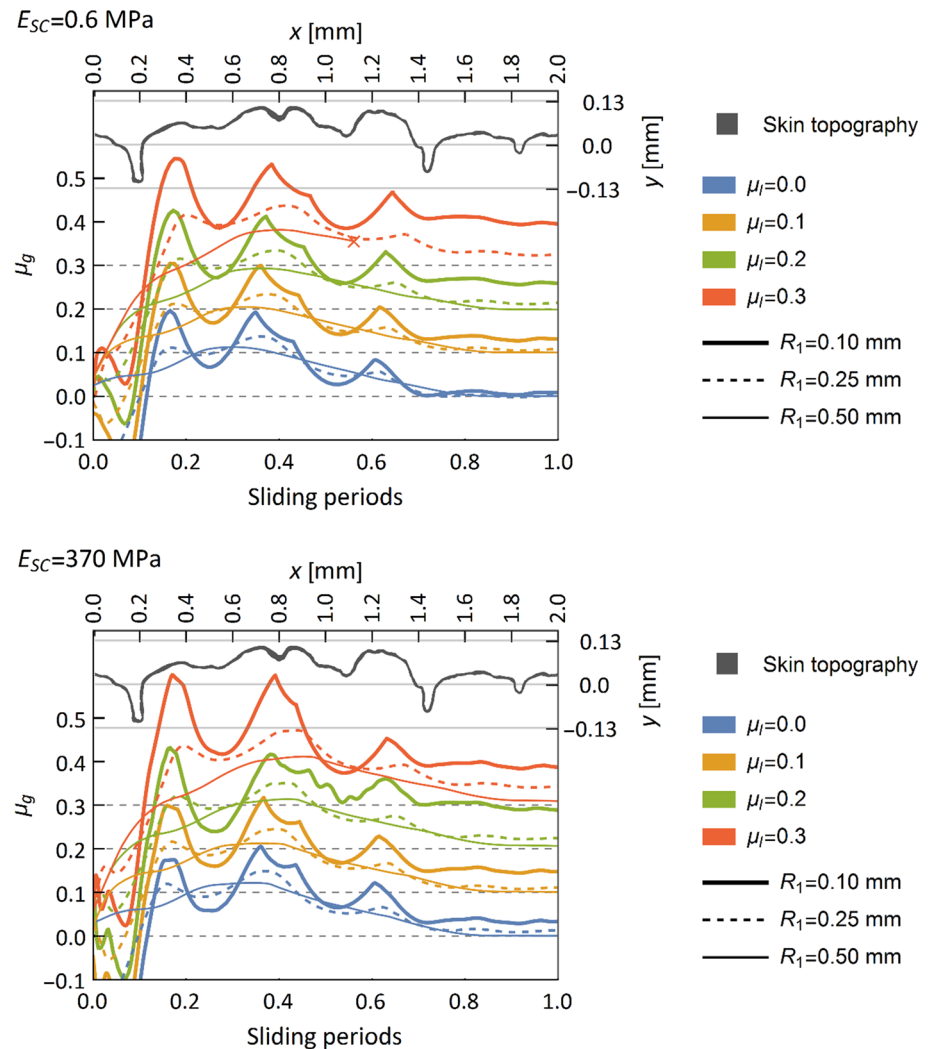 E_SC=0.6 MPa
x [mm]
0.0 0.2 0.4 0.6 0.8 1.0 1.2 1.4 1.6 1.8 2.0
0.13
0.0
−0.13
y [mm]
0.5
0.4
0.3
0.2
0.1
0.0
−0.1
μ_g
0.0 0.2 0.4 0.6 0.8 1.0
Sliding periods
Skin topography
μ_l=0.0
μ_l=0.1
μ_l=0.2
μ_l=0.3
R_1=0.10 mm
R_1=0.25 mm
R_1=0.50 mm
E_SC=370 MPa
x [mm]
0.0 0.2 0.4 0.6 0.8 1.0 1.2 1.4 1.6 1.8 2.0
0.13
0.0
−0.13
y [mm]
0.5
0.4
0.3
0.2
0.1
0.0
−0.1
μ_g
0.0 0.2 0.4 0.6 0.8 1.0
Sliding periods
Skin topography
μ_l=0.0
μ_l=0.1
μ_l=0.2
μ_l=0.3
R_1=0.10 mm
R_1=0.25 mm
R_1=0.50 mm